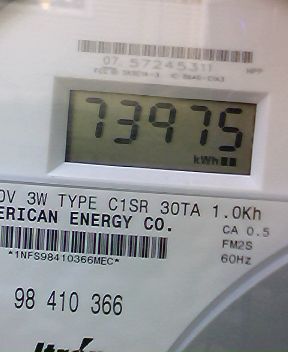 07 57245311
73975
kWh
0V 3W TYPE C1SR 30TA 1.0Kh
ERICAN ENERGY CO.
CA 0.5
FM2S
*1NFS98410366MEC*
60Hz
98 410 366
Itrón